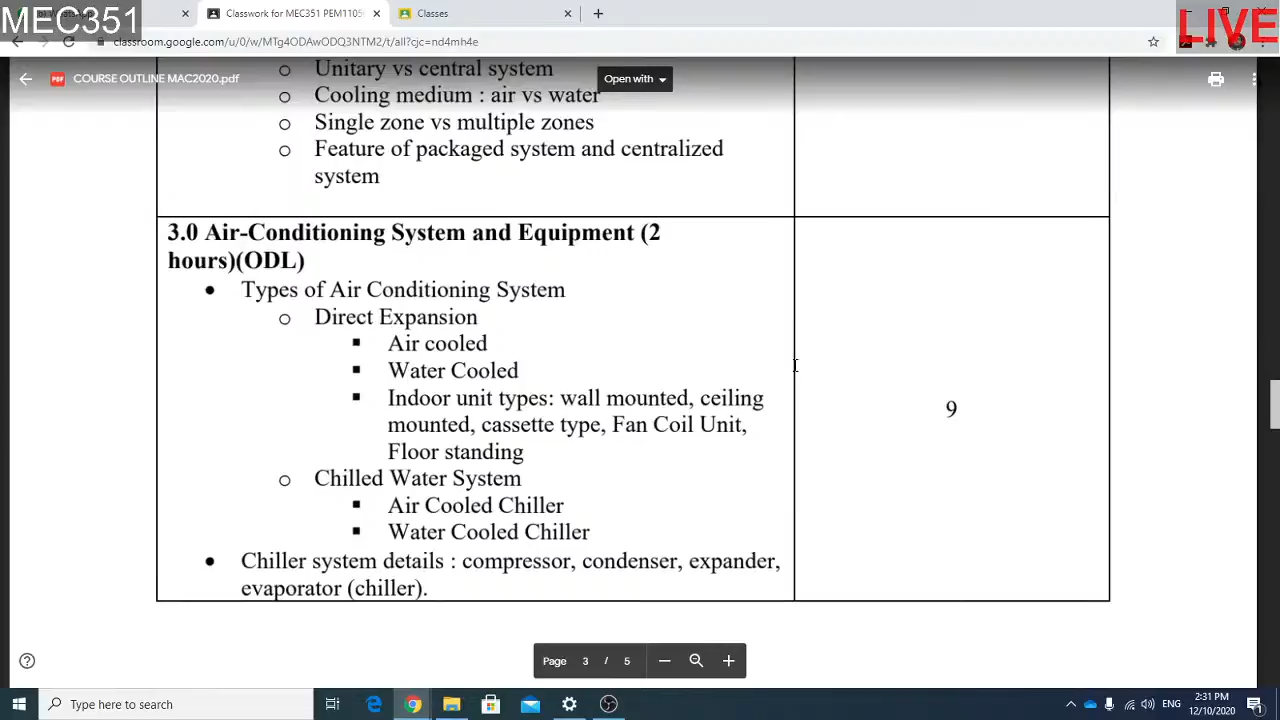 MEC351
LIVE
Classwork for MEC351 PEM1105
Classes
classroom.google.com/u/0/w/MTg4ODAwODQ3NTM2/t/all?cjc=nd4mh4e
COURSE OUTLINE MAC2020.pdf
Open with
o Unitary vs central system
o Cooling medium : air vs water
o Single zone vs multiple zones
o Feature of packaged system and centralized
system
3.0 Air-Conditioning System and Equipment (2
hours)(ODL)
• Types of Air Conditioning System
o Direct Expansion
▪ Air cooled
▪ Water Cooled
▪ Indoor unit types: wall mounted, ceiling
mounted, cassette type, Fan Coil Unit,
Floor standing
9
o Chilled Water System
▪ Air Cooled Chiller
▪ Water Cooled Chiller
• Chiller system details : compressor, condenser, expander,
evaporator (chiller).
Page 3 / 5
Type here to search
ENG
2:31 PM
12/10/2020